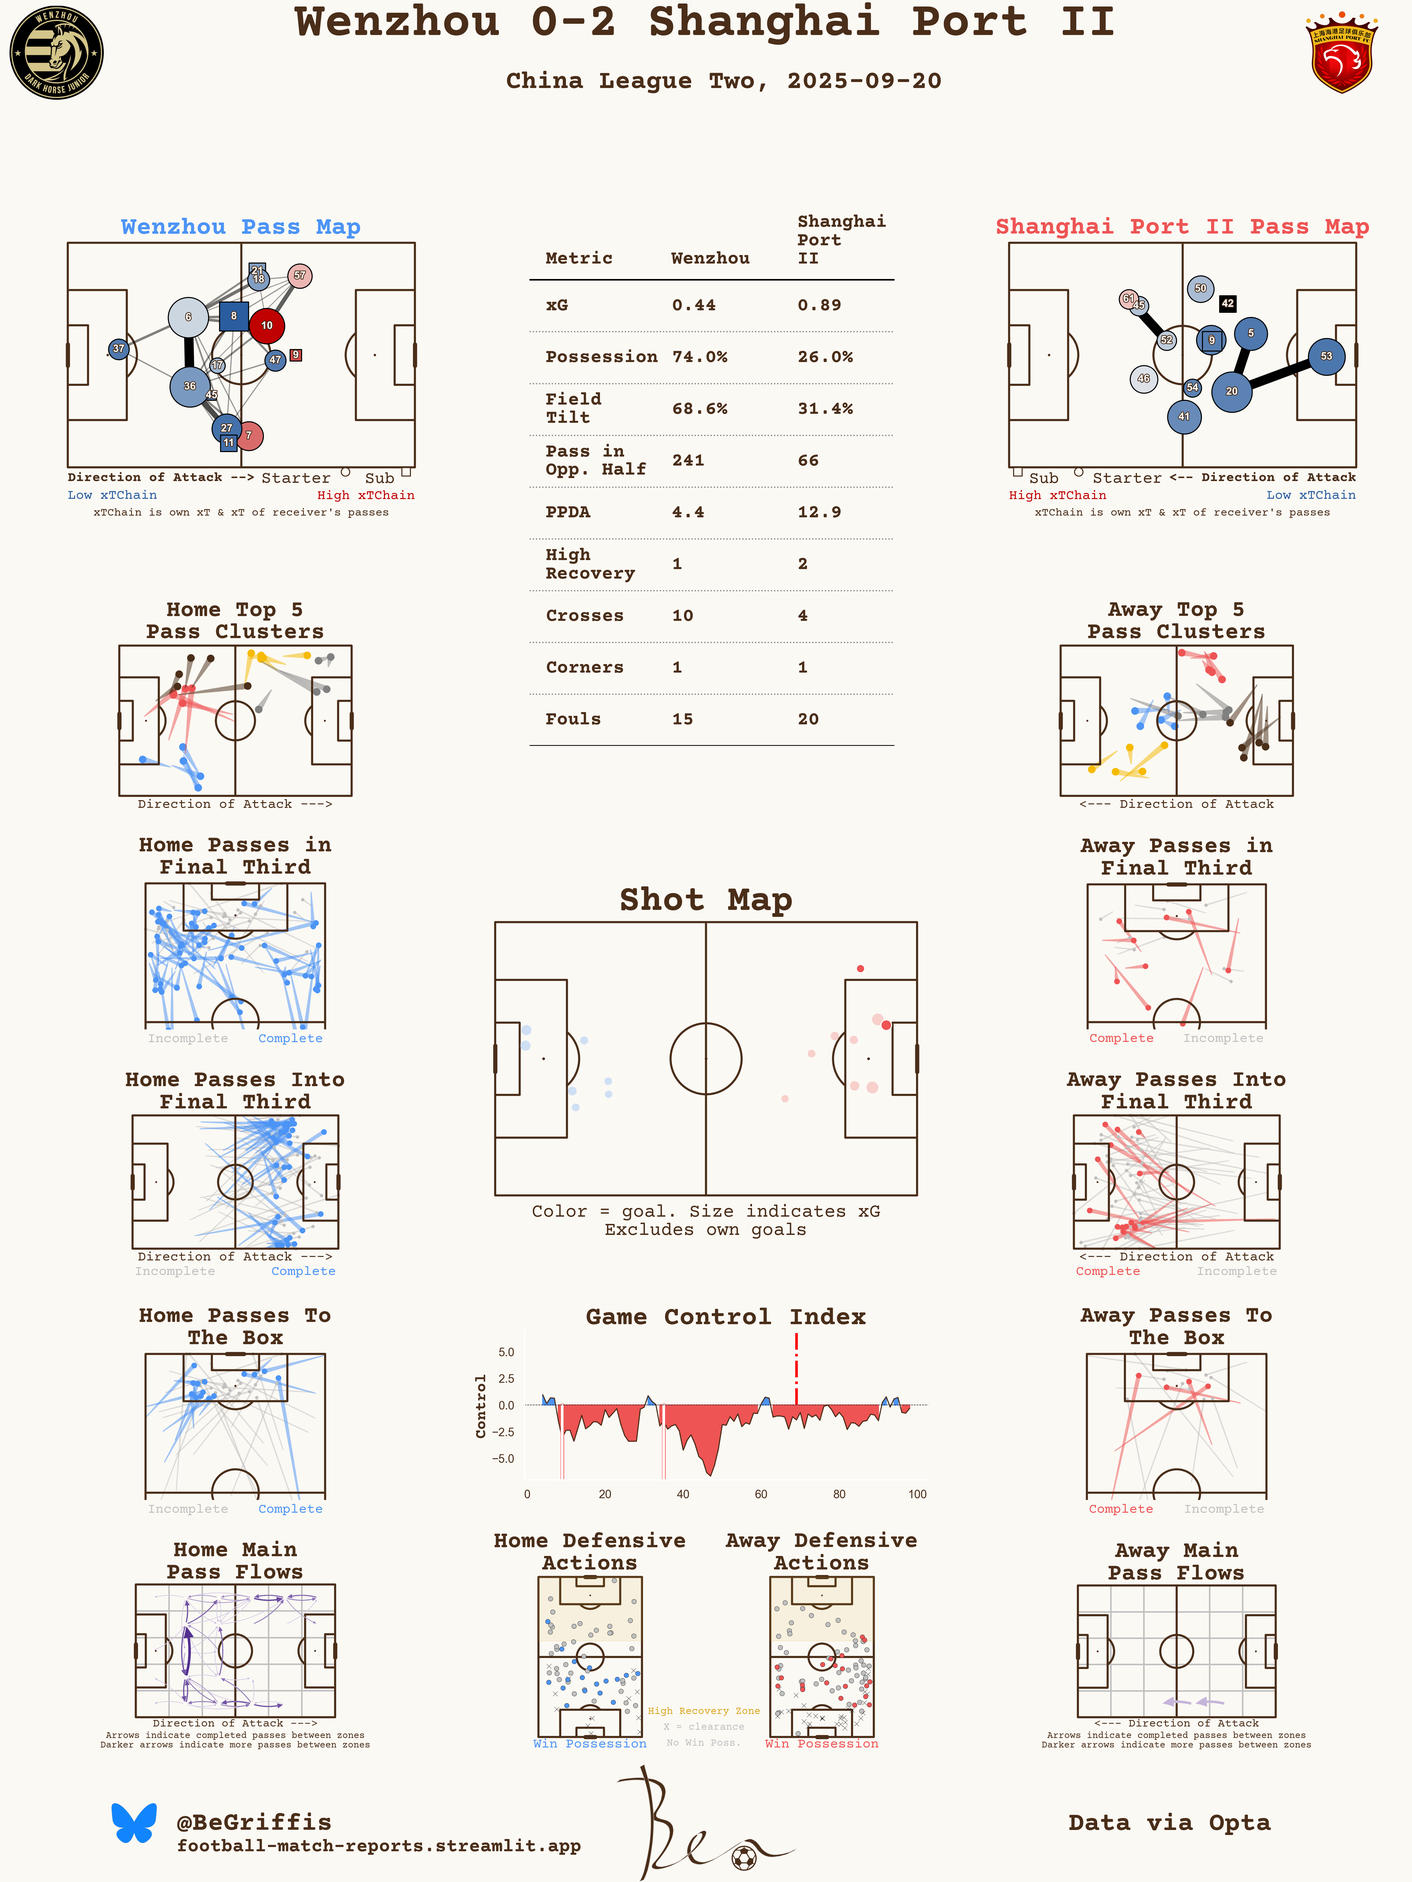 Wenzhou 0-2 Shanghai Port II
China League Two, 2025-09-20
WENZHOU
DARK HORSE JUNIOR
上海海港足球俱乐部
SHANGHAI PORT FC
Wenzhou Pass Map
21
18
57
6
8
10
37
17
47
9
36
45
27
11
7
Direction of Attack --> Starter Sub
Low xTChain High xTChain
xTChain is own xT & xT of receiver's passes
Metric Wenzhou Shanghai Port II
xG 0.44 0.89
Possession 74.0% 26.0%
Field Tilt 68.6% 31.4%
Pass in Opp. Half 241 66
PPDA 4.4 12.9
High Recovery 1 2
Crosses 10 4
Corners 1 1
Fouls 15 20
Shanghai Port II Pass Map
50
61
45
42
52
9
5
53
46
54
20
41
Sub Starter <-- Direction of Attack
High xTChain Low xTChain
xTChain is own xT & xT of receiver's passes
Home Top 5
Pass Clusters
Direction of Attack --->
Away Top 5
Pass Clusters
<--- Direction of Attack
Home Passes in
Final Third
Incomplete Complete
Away Passes in
Final Third
Complete Incomplete
Shot Map
Color = goal. Size indicates xG
Excludes own goals
Home Passes Into
Final Third
Direction of Attack --->
Incomplete Complete
Away Passes Into
Final Third
<--- Direction of Attack
Complete Incomplete
Home Passes To
The Box
Incomplete Complete
Game Control Index
Control
5.0
2.5
0.0
−2.5
−5.0
0 20 40 60 80 100
Away Passes To
The Box
Complete Incomplete
Home Main
Pass Flows
Direction of Attack --->
Arrows indicate completed passes between zones
Darker arrows indicate more passes between zones
Home Defensive
Actions
Win Possession
High Recovery Zone
X = clearance
No Win Poss.
Away Defensive
Actions
Win Possession
Away Main
Pass Flows
<--- Direction of Attack
Arrows indicate completed passes between zones
Darker arrows indicate more passes between zones
@BeGriffis
football-match-reports.streamlit.app
Ben
Data via Opta